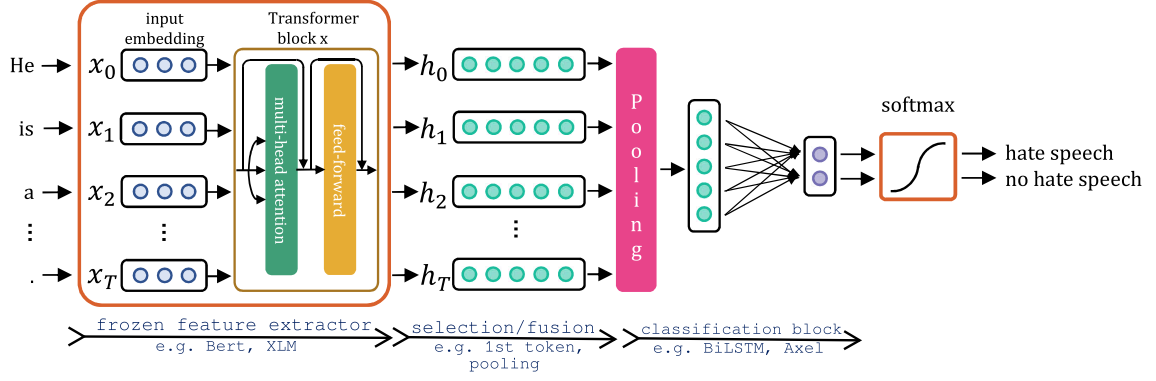 input
embedding
Transformer
block x
He
x0
h0
is
x1
h1
a
x2
h2
⋮
⋮
⋮
.
xT
hT
multi-head attention
feed-forward
Pooling
softmax
hate speech
no hate speech
frozen feature extractor
e.g. Bert, XLM
selection/fusion
e.g. 1st token,
pooling
classification block
e.g. BiLSTM, Axel